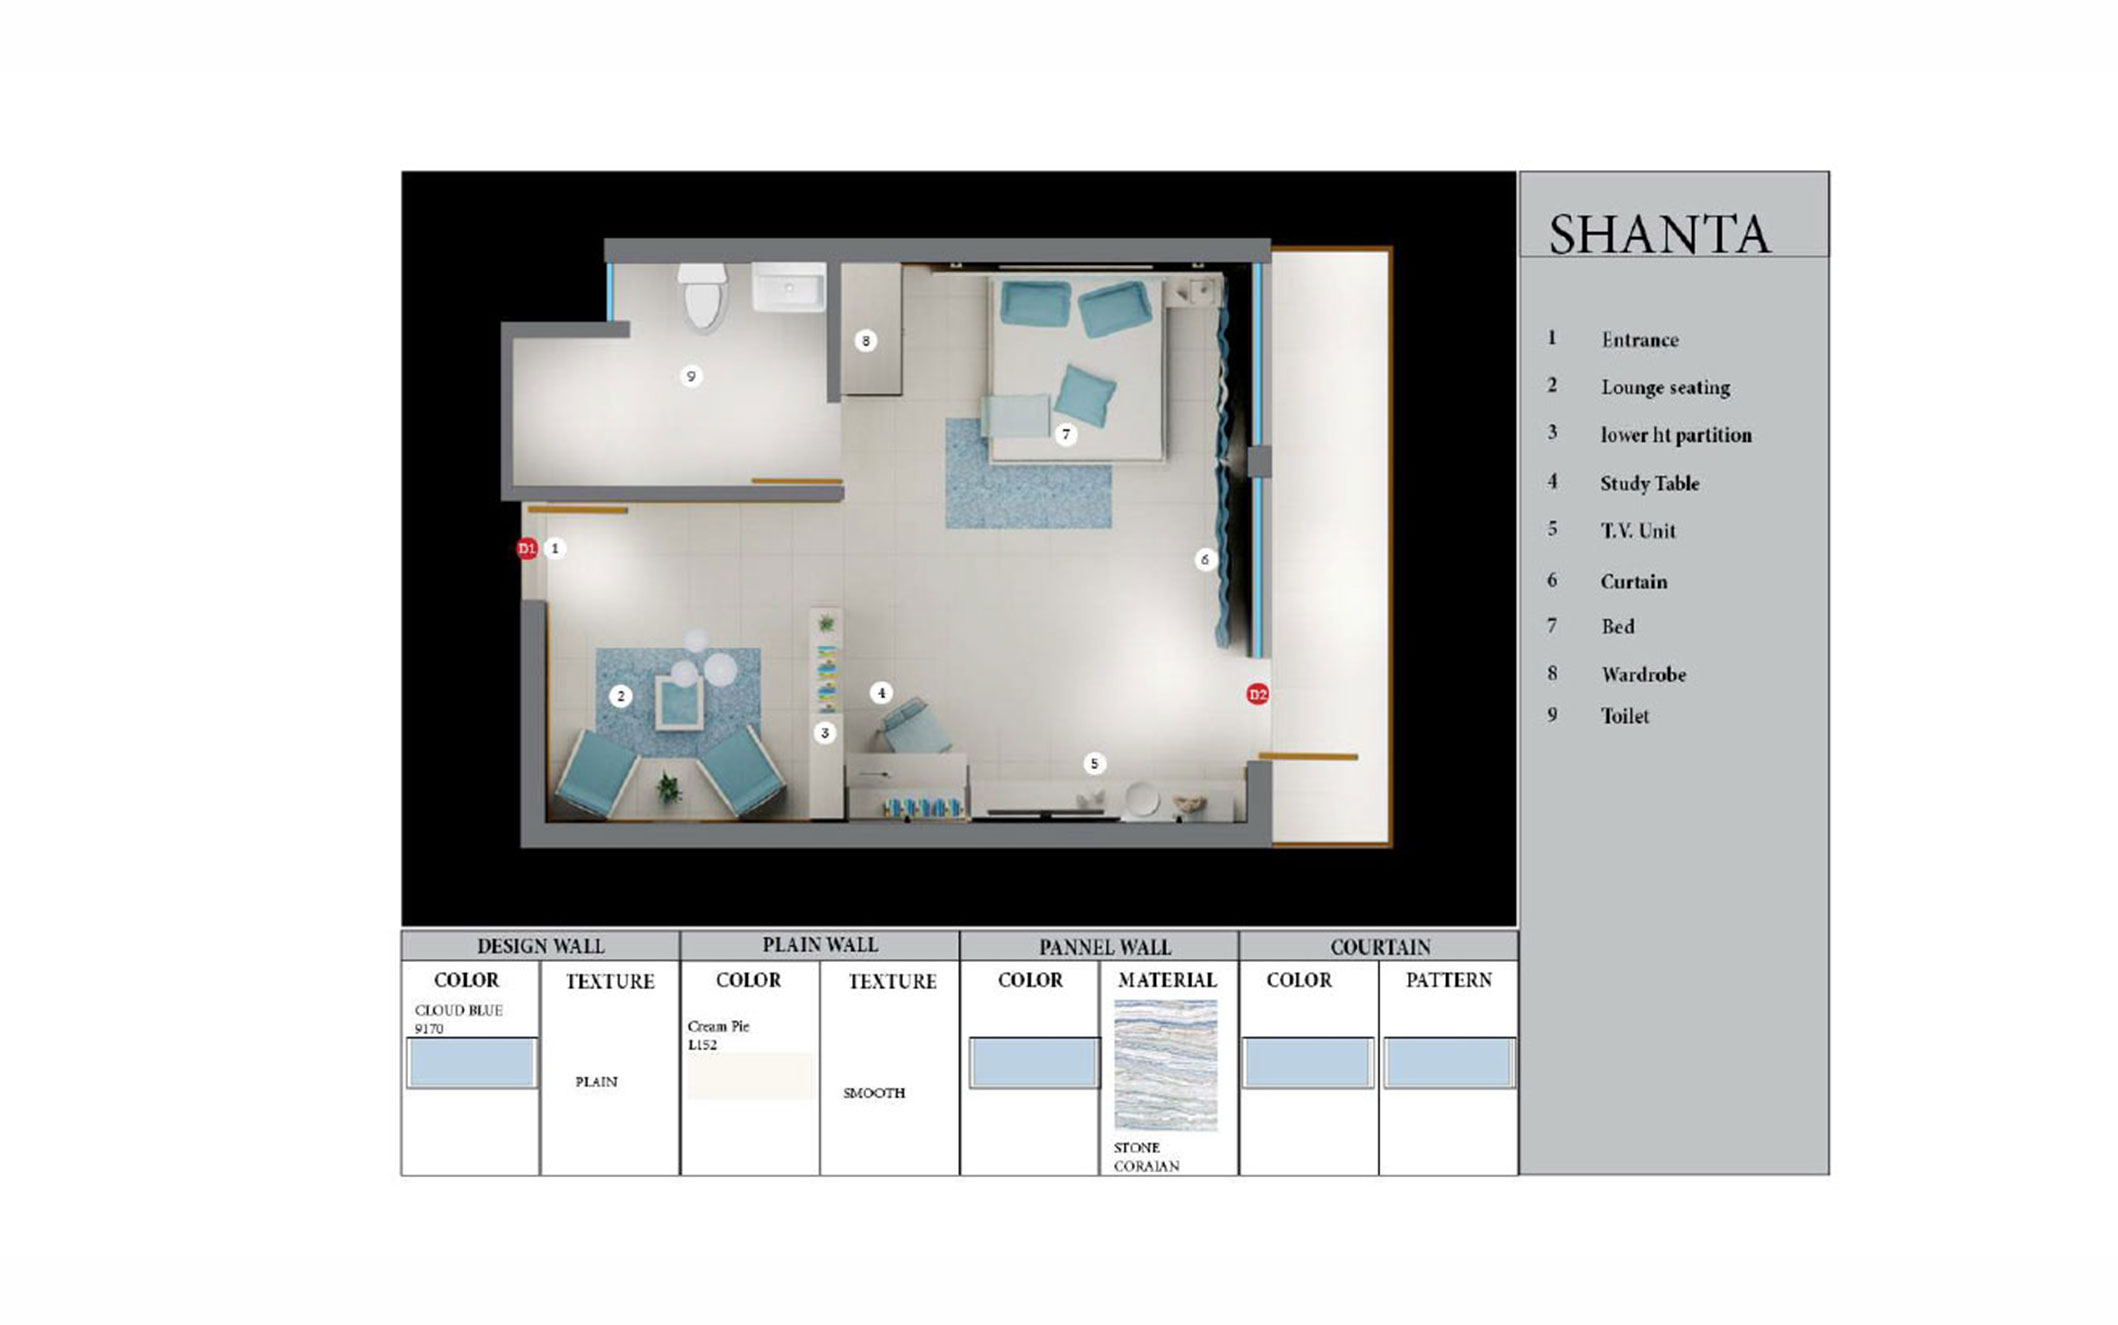 SHANTA
1 Entrance
2 Lounge seating
3 lower ht partition
4 Study Table
5 T.V. Unit
6 Curtain
7 Bed
8 Wardrobe
9 Toilet
8
9
7
D1 1
6
2
4
D2
3
5
DESIGN WALL PLAIN WALL PANNEL WALL COURTAIN
COLOR TEXTURE COLOR TEXTURE COLOR MATERIAL COLOR PATTERN
CLOUD BLUE
9170
PLAIN
Cream Pie
L152
SMOOTH
STONE
CORAIAN